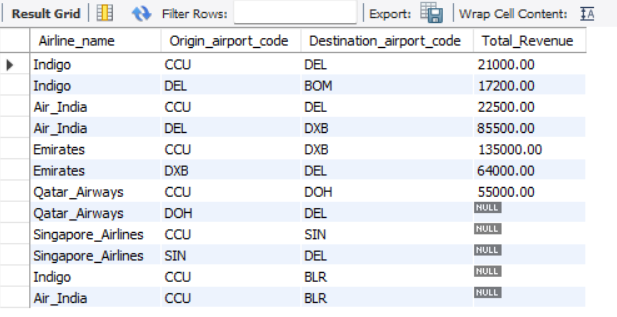 Result Grid Filter Rows: Export: Wrap Cell Content: IA
Airline_name Origin_airport_code Destination_airport_code Total_Revenue
Indigo CCU DEL 21000.00
Indigo DEL BOM 17200.00
Air_India CCU DEL 22500.00
Air_India DEL DXB 85500.00
Emirates CCU DXB 135000.00
Emirates DXB DEL 64000.00
Qatar_Airways CCU DOH 55000.00
Qatar_Airways DOH DEL NULL
Singapore_Airlines CCU SIN NULL
Singapore_Airlines SIN DEL NULL
Indigo CCU BLR NULL
Air_India CCU BLR NULL